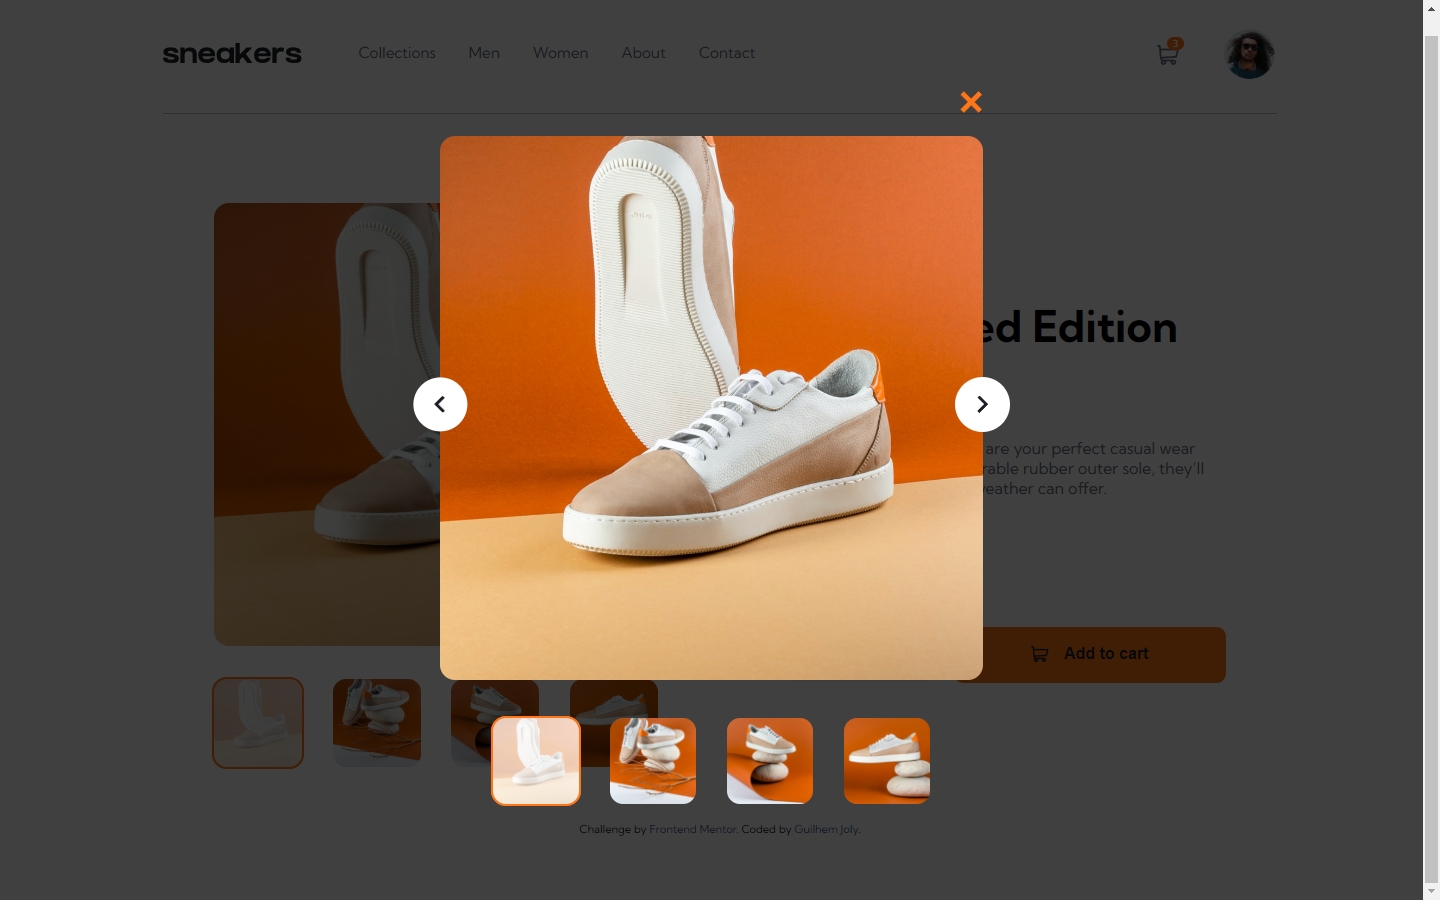 sneakers
Collections
Men
Women
About
Contact
3
ed Edition
are your perfect casual wear
rable rubber outer sole, they'll
weather can offer.
Add to cart
Challenge by Frontend Mentor. Coded by Guilhem Joly.